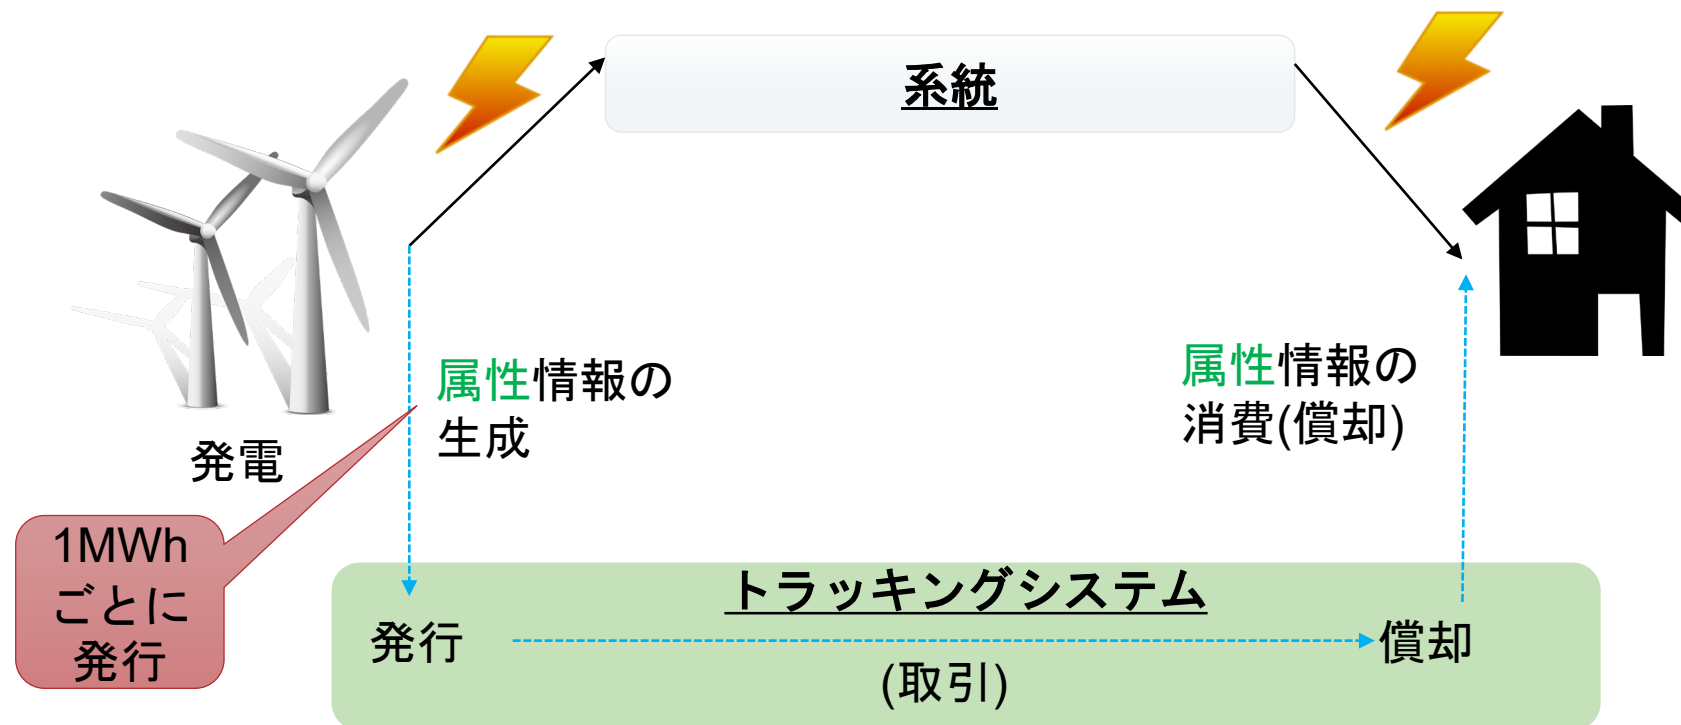 系統
属性情報の
生成
属性情報の
消費(償却)
発電
1MWh
ごとに
発行
トラッキングシステム
発行
償却
(取引)